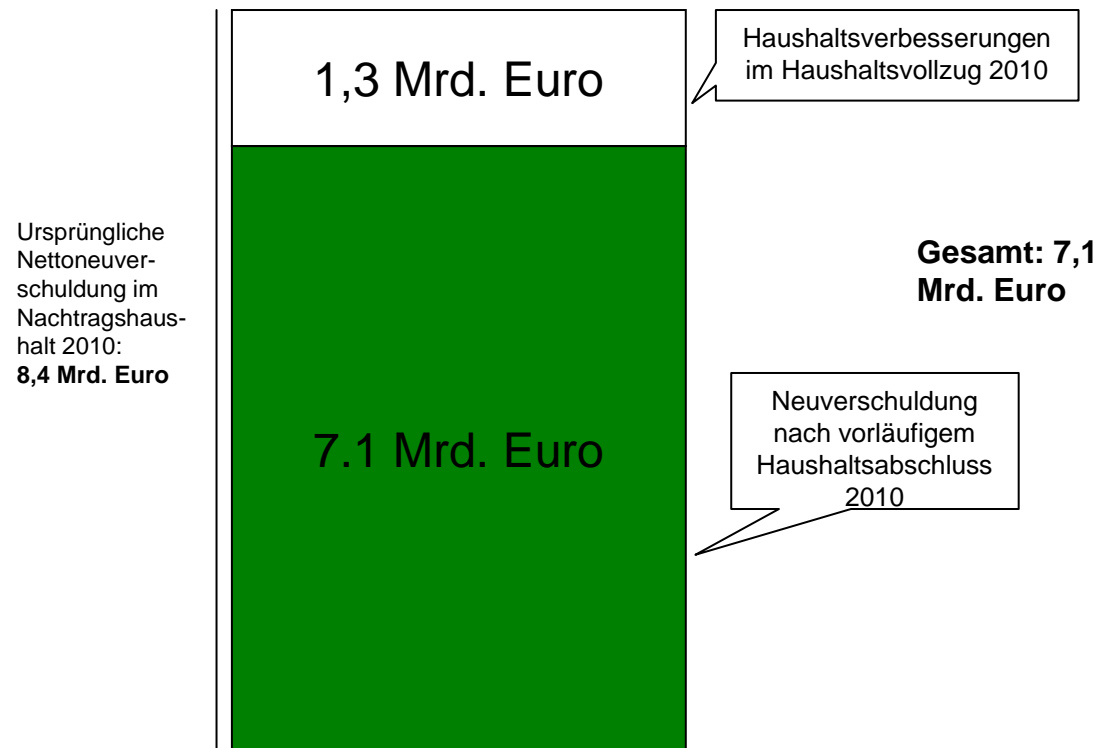 1,3 Mrd. Euro
Haushaltsverbesserungen
im Haushaltsvollzug 2010
Ursprüngliche
Nettoneuver-
schuldung im
Nachtragshaus-
halt 2010:
8,4 Mrd. Euro
Gesamt: 7,1
Mrd. Euro
7.1 Mrd. Euro
Neuverschuldung
nach vorläufigem
Haushaltsabschluss
2010